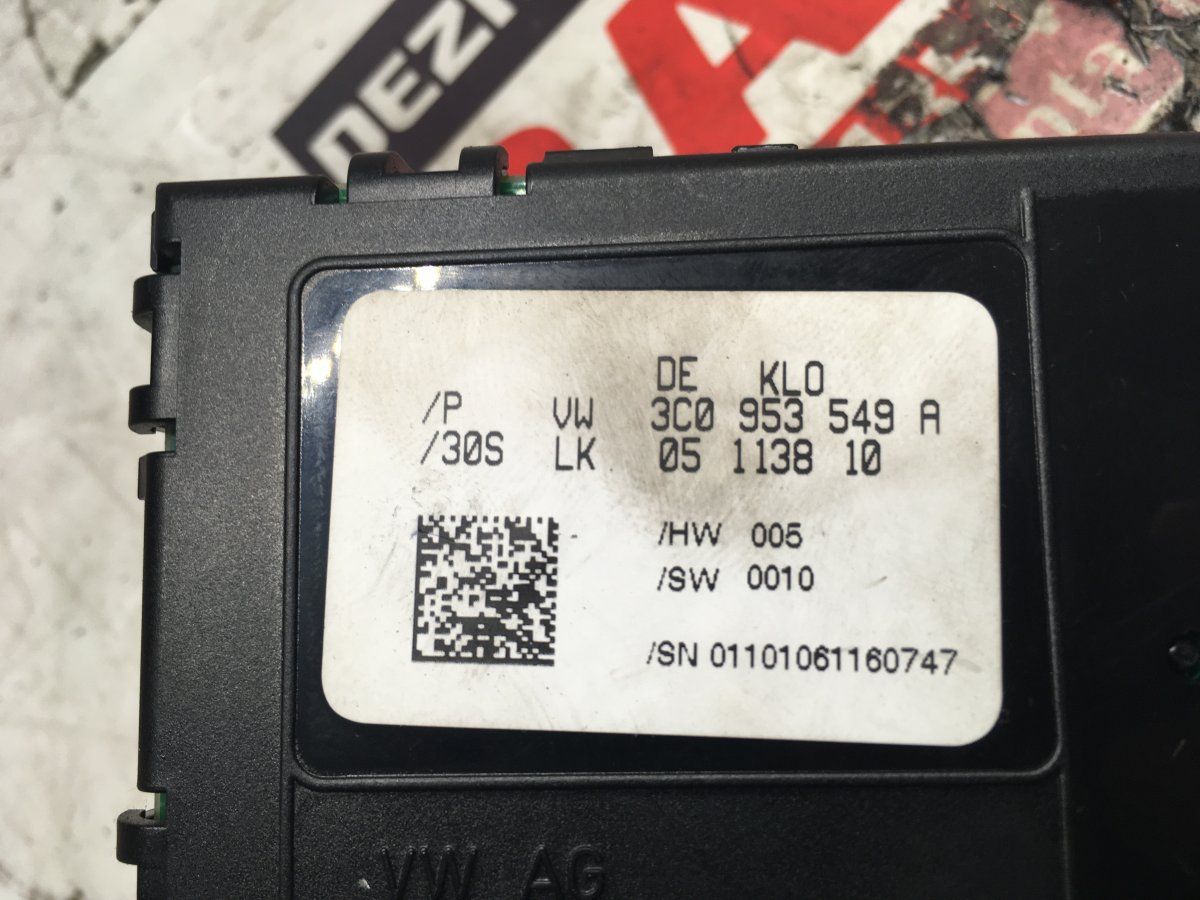 DEZ
DE KLO
/P VW 3C0 953 549 A
/30S LK 05 1138 10
/HW 005
/SW 0010
/SN 01101061160747
VW AG